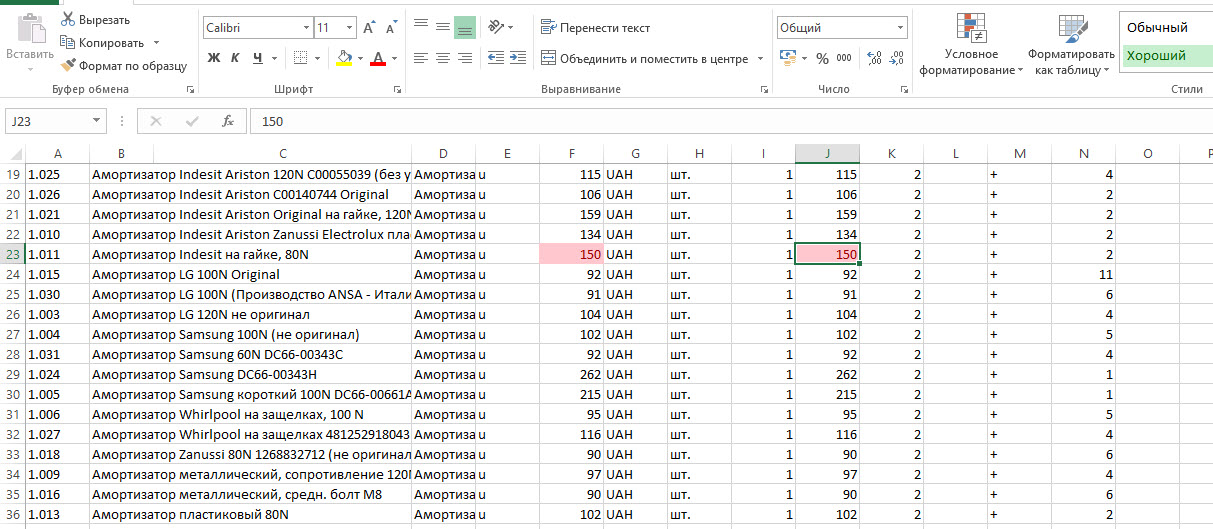 Вставить
Вырезать
Копировать
Формат по образцу
Буфер обмена
Calibri 11
Ж К Ч
Шрифт
Перенести текст
Объединить и поместить в центре
Выравнивание
Общий
% 000
Число
Условное форматирование
Форматировать как таблицу
Обычный
Хороший
Стили
J23 fx 150
A B C D E F G H I J K L M N O P
19 1.025 Амортизатор Indesit Ariston 120N C00055039 (без у Амортиза u 115 UAH шт. 1 115 2 + 4
20 1.026 Амортизатор Indesit Ariston C00140744 Original Амортиза u 106 UAH шт. 1 106 2 + 2
21 1.021 Амортизатор Indesit Ariston Original на гайке, 120N Амортиза u 159 UAH шт. 1 159 2 + 2
22 1.010 Амортизатор Indesit Ariston Zanussi Electrolux пла Амортиза u 134 UAH шт. 1 134 2 + 2
23 1.011 Амортизатор Indesit на гайке, 80N Амортиза u 150 UAH шт. 1 150 2 + 2
24 1.015 Амортизатор LG 100N Original Амортиза u 92 UAH шт. 1 92 2 + 11
25 1.030 Амортизатор LG 100N (Производство ANSA - Итали Амортиза u 91 UAH шт. 1 91 2 + 6
26 1.003 Амортизатор LG 120N не оригинал Амортиза u 104 UAH шт. 1 104 2 + 4
27 1.004 Амортизатор Samsung 100N (не оригинал) Амортиза u 102 UAH шт. 1 102 2 + 5
28 1.031 Амортизатор Samsung 60N DC66-00343C Амортиза u 92 UAH шт. 1 92 2 + 4
29 1.024 Амортизатор Samsung DC66-00343H Амортиза u 262 UAH шт. 1 262 2 + 1
30 1.005 Амортизатор Samsung короткий 100N DC66-00661A Амортиза u 215 UAH шт. 1 215 2 + 1
31 1.006 Амортизатор Whirlpool на защелках, 100 N Амортиза u 95 UAH шт. 1 95 2 + 5
32 1.027 Амортизатор Whirlpool на защелках 481252918043 Амортиза u 116 UAH шт. 1 116 2 + 4
33 1.018 Амортизатор Zanussi 80N 1268832712 (не оригинал Амортиза u 90 UAH шт. 1 90 2 + 6
34 1.009 Амортизатор металлический, сопротивление 120N Амортиза u 97 UAH шт. 1 97 2 + 4
35 1.016 Амортизатор металлический, средн. болт М8 Амортиза u 90 UAH шт. 1 90 2 + 6
36 1.013 Амортизатор пластиковый 80N Амортиза u 102 UAH шт. 1 102 2 + 2